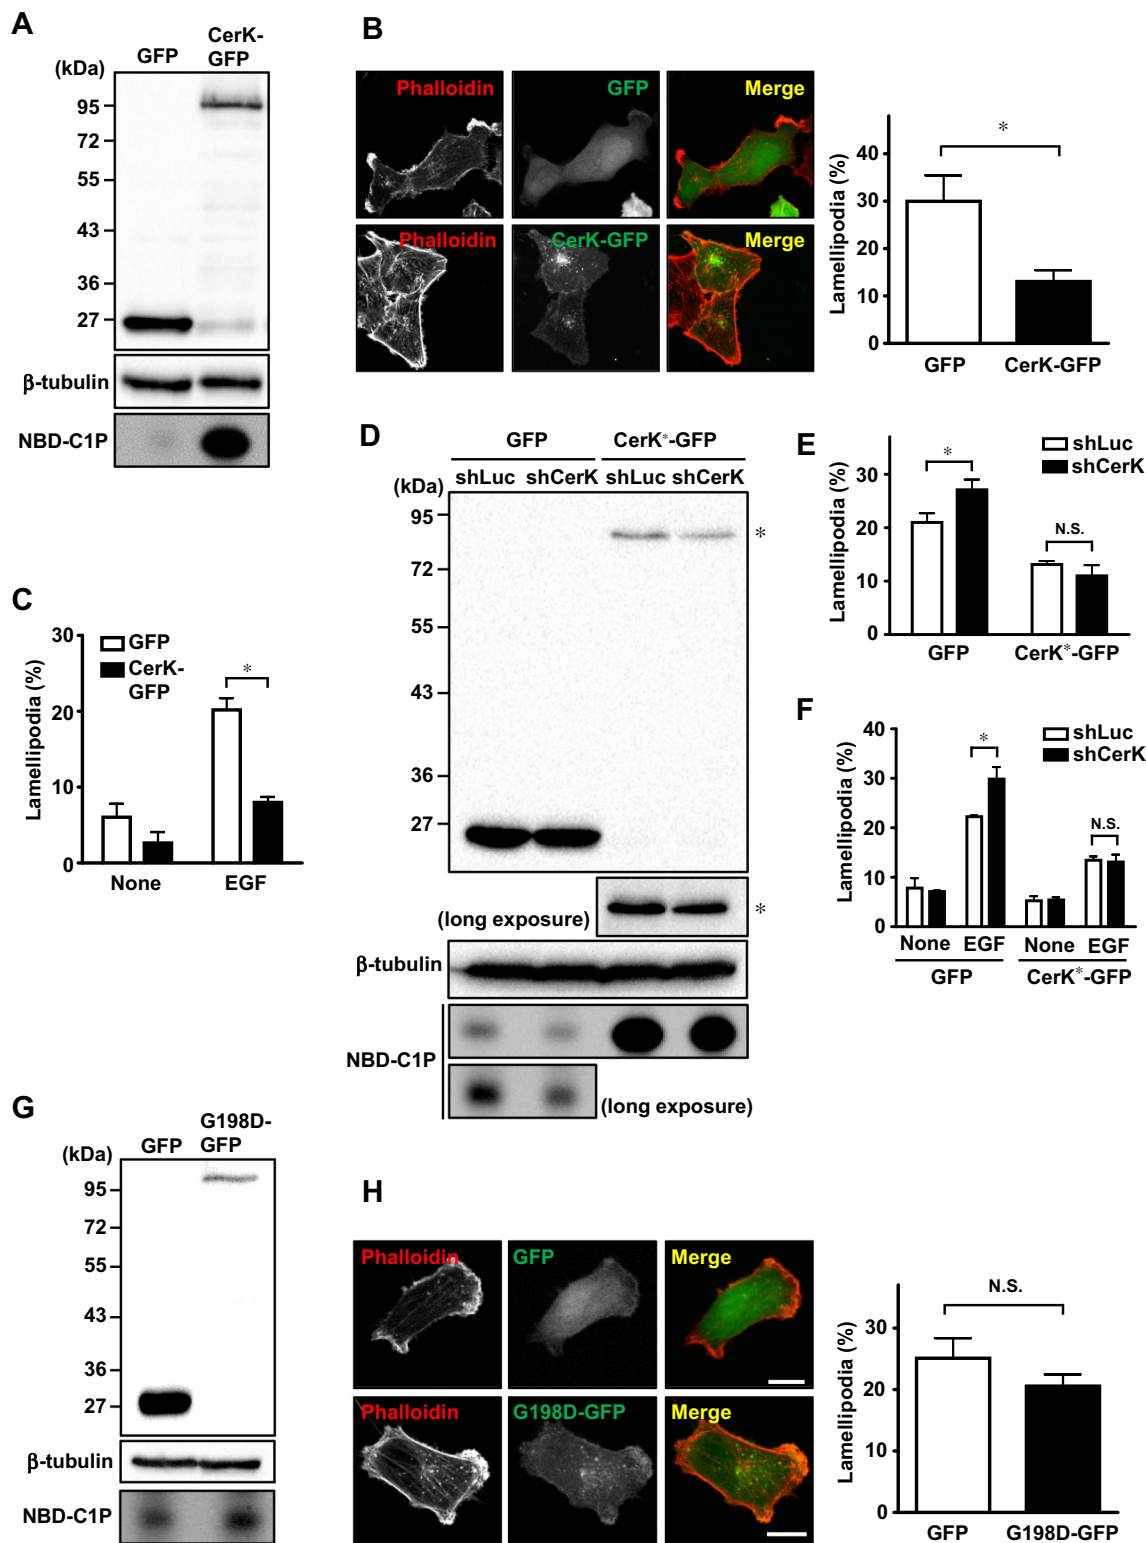 A
GFP
CerK-
GFP
(kDa)
95
72
55
43
36
27
β-tubulin
NBD-C1P
B
Phalloidin
GFP
Merge
Phalloidin
CerK-GFP
Merge
Lamellipodia (%)
40
30
20
10
0
*
GFP
CerK-GFP
C
Lamellipodia (%)
30
20
10
0
GFP
CerK-
GFP
*
None
EGF
D
GFP
CerK*-GFP
shLuc
shCerK
shLuc
shCerK
(kDa)
95
72
55
43
36
27
*
(long exposure)
*
β-tubulin
NBD-C1P
(long exposure)
E
shLuc
shCerK
Lamellipodia (%)
30
20
10
0
*
N.S.
GFP
CerK*-GFP
F
shLuc
shCerK
Lamellipodia (%)
40
30
20
10
0
*
N.S.
None
EGF
None
EGF
GFP
CerK*-GFP
G
GFP
G198D-
GFP
(kDa)
95
72
55
43
36
27
β-tubulin
NBD-C1P
H
Phalloidin
GFP
Merge
Phalloidin
G198D-GFP
Merge
Lamellipodia (%)
30
20
10
0
N.S.
GFP
G198D-GFP